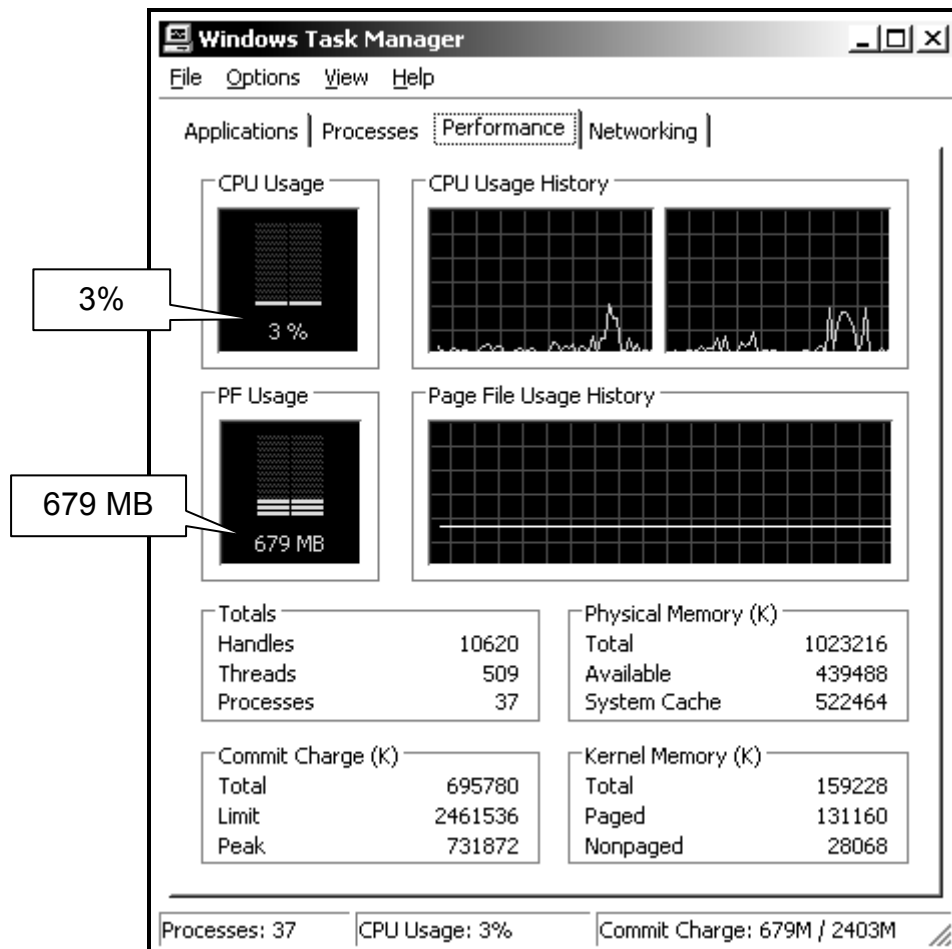 Windows Task Manager
File Options View Help
Applications Processes Performance Networking
CPU Usage CPU Usage History
3%
3 %
PF Usage Page File Usage History
679 MB
679 MB
Totals Physical Memory (K)
Handles 10620 Total 1023216
Threads 509 Available 439488
Processes 37 System Cache 522464
Commit Charge (K) Kernel Memory (K)
Total 695780 Total 159228
Limit 2461536 Paged 131160
Peak 731872 Nonpaged 28068
Processes: 37 CPU Usage: 3% Commit Charge: 679M / 2403M